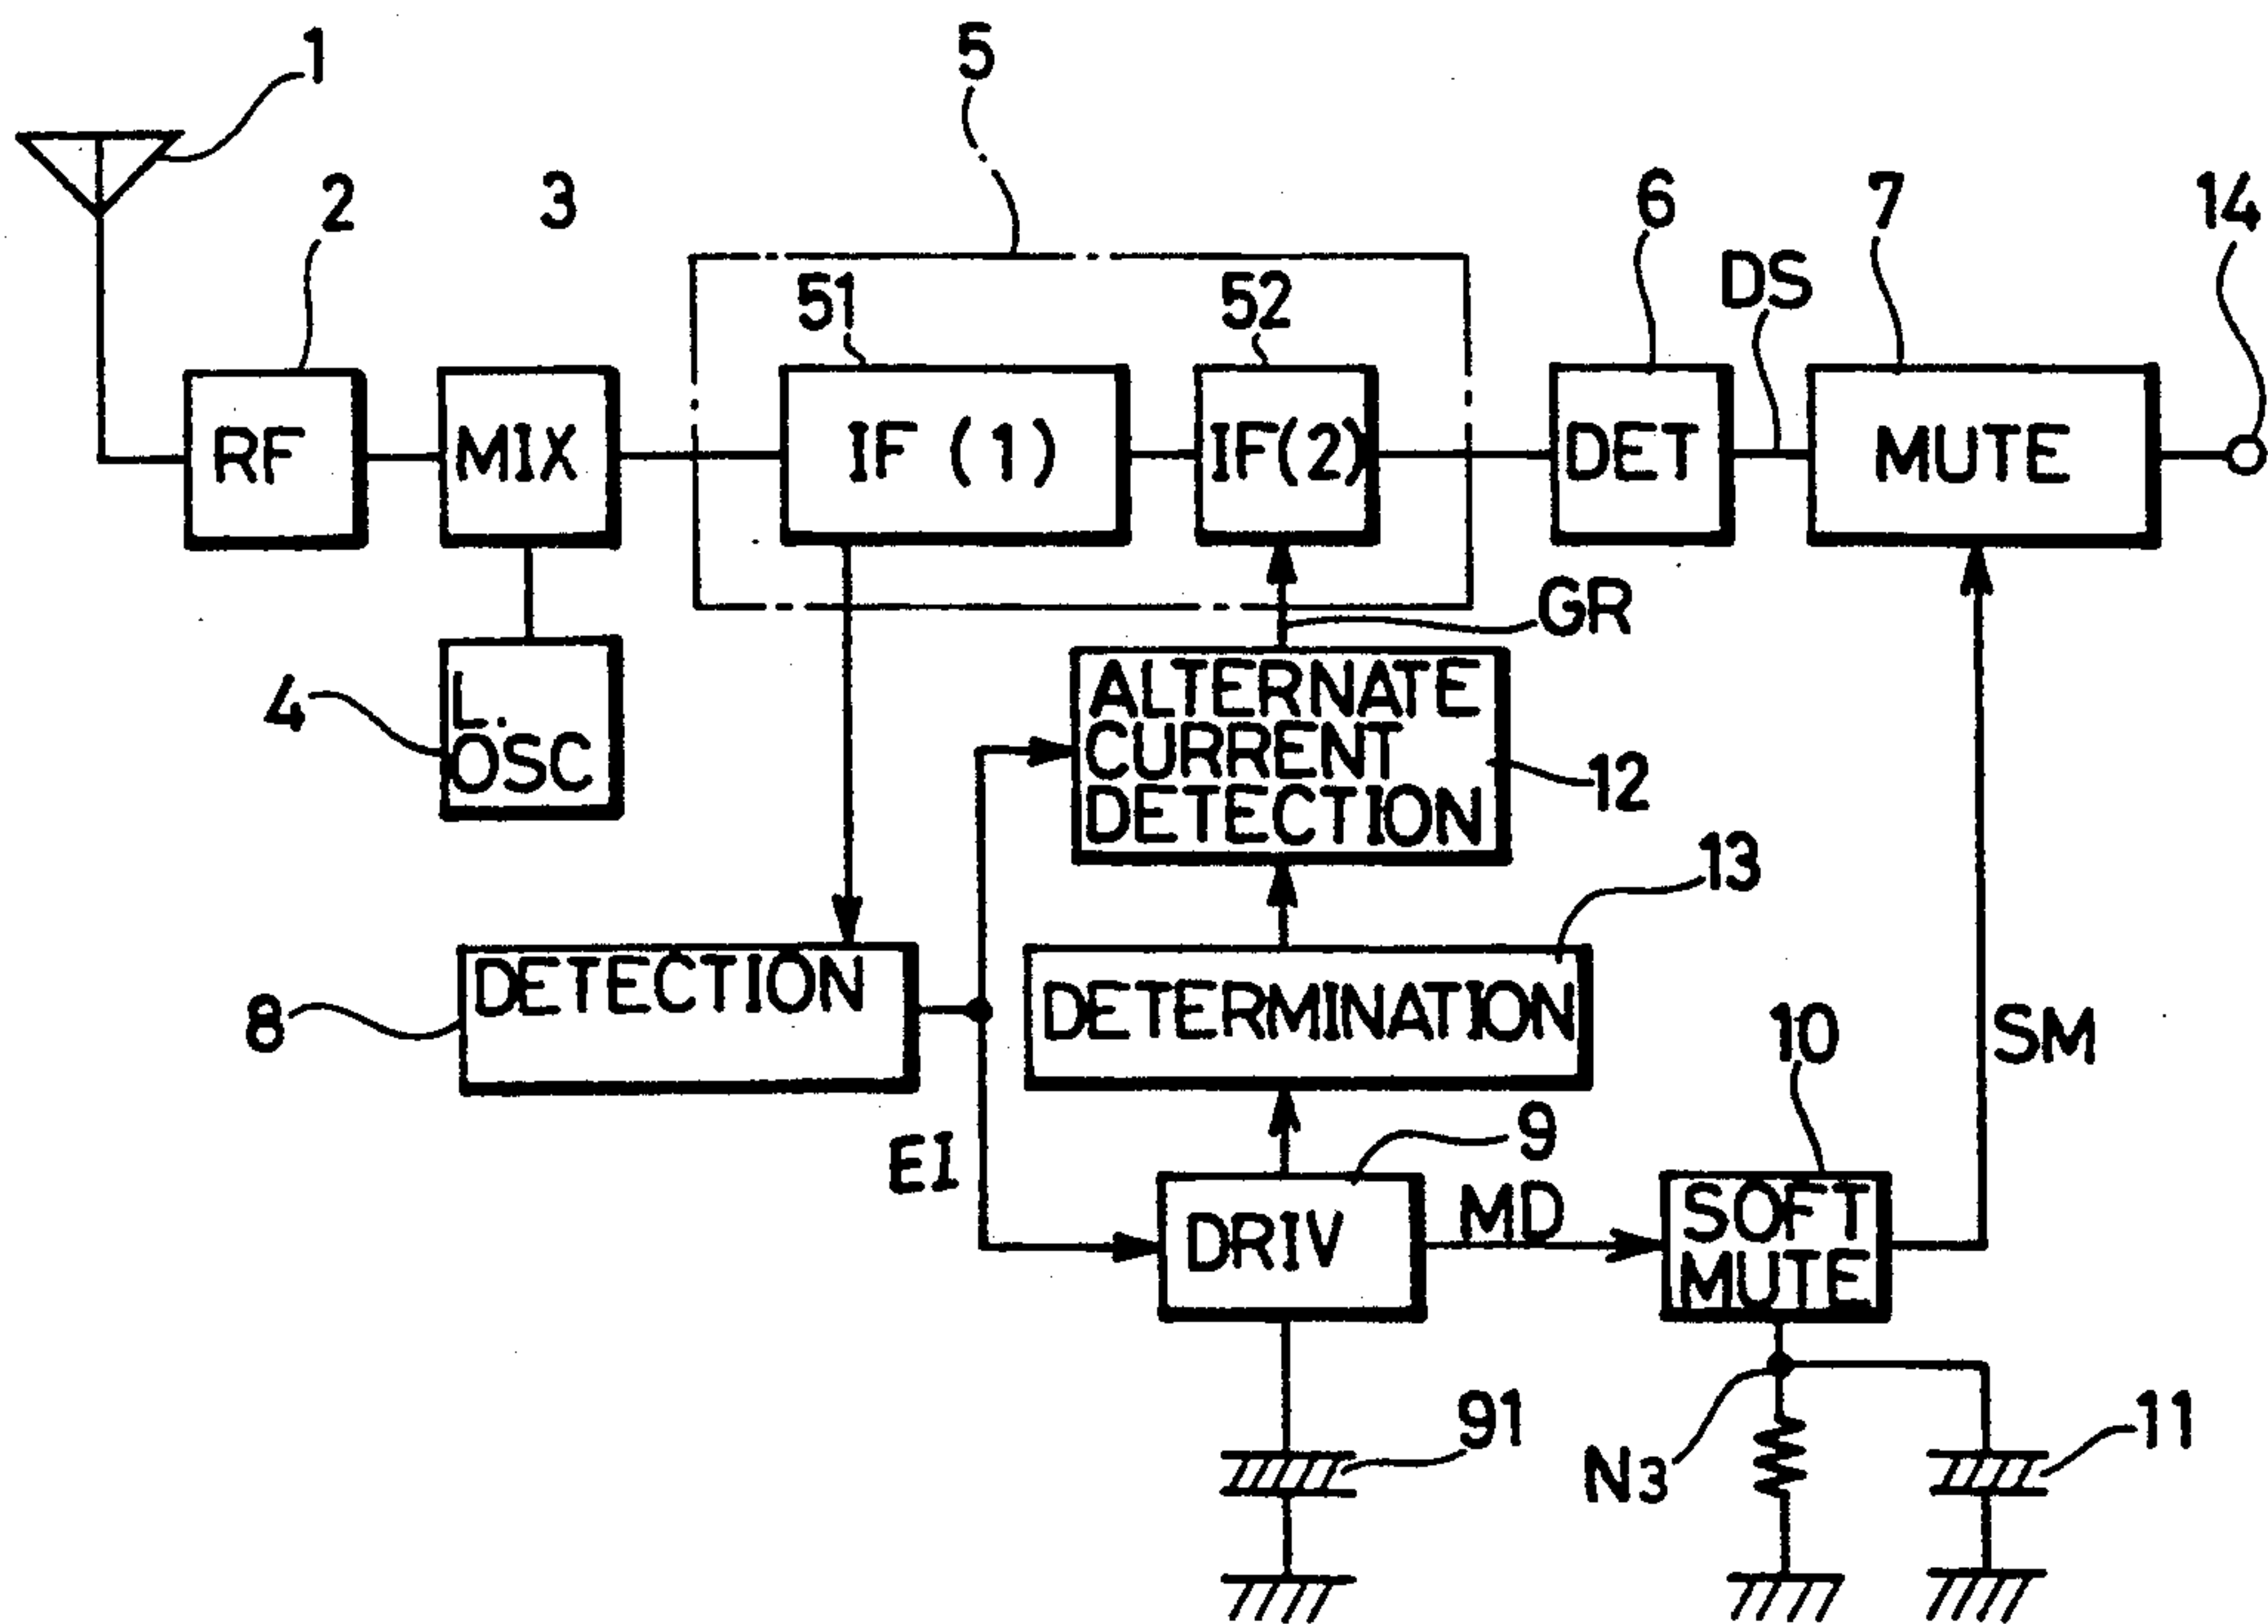 1
5
2
3
6
7
14
DS
51
52
RF
MIX
IF (1)
IF(2)
DET
MUTE
GR
4
L.
OSC
ALTERNATE
CURRENT
DETECTION
12
13
8
DETECTION
DETERMINATION
10
SM
EI
9
DRIV
MD
SOFT
MUTE
91
N3
11